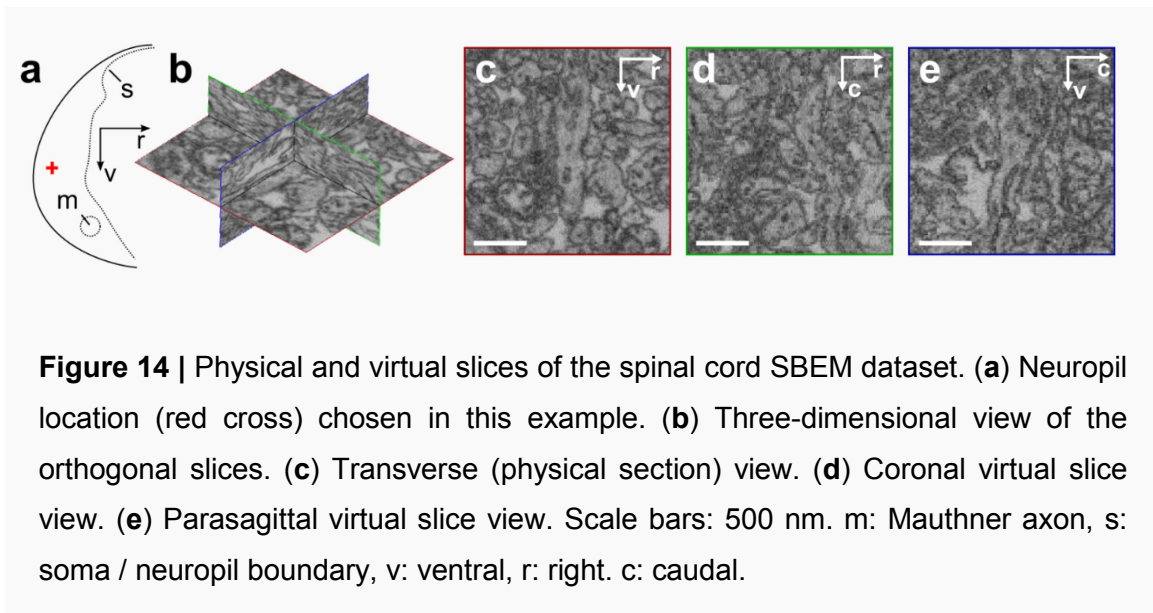 a
s
r
v
m
b
c
r
v
d
r
c
e
c
v
Figure 14 | Physical and virtual slices of the spinal cord SBEM dataset. (a) Neuropil
location (red cross) chosen in this example. (b) Three-dimensional view of the
orthogonal slices. (c) Transverse (physical section) view. (d) Coronal virtual slice
view. (e) Parasagittal virtual slice view. Scale bars: 500 nm. m: Mauthner axon, s:
soma / neuropil boundary, v: ventral, r: right. c: caudal.